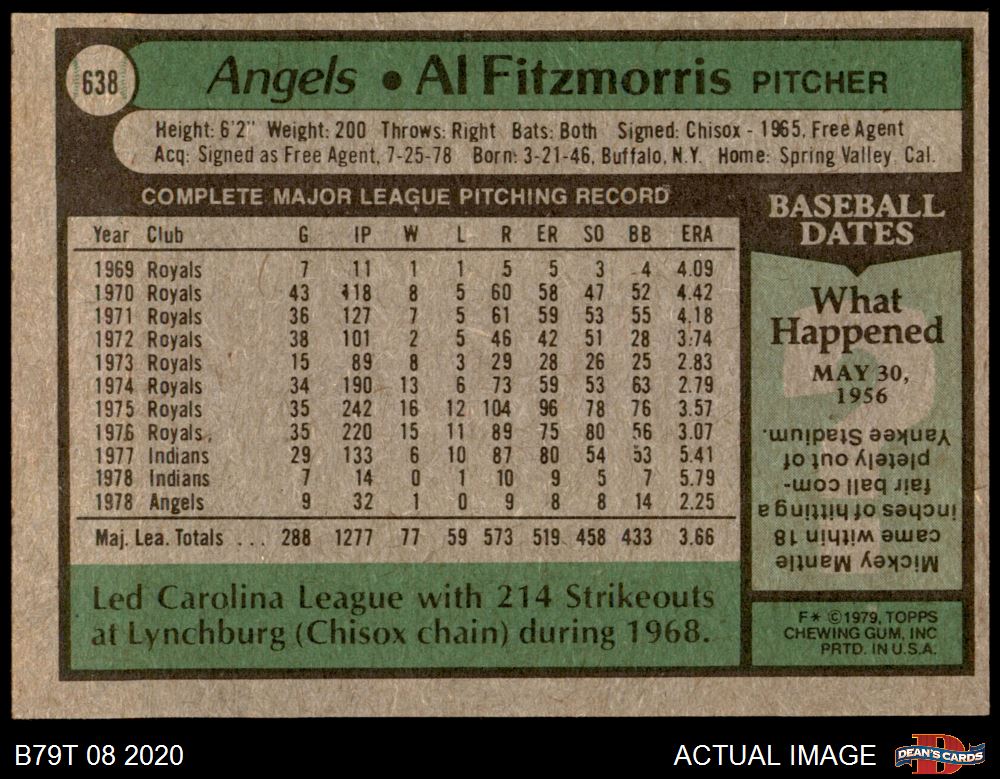 638
Angels • Al Fitzmorris PITCHER
Height: 6'2" Weight: 200 Throws: Right Bats: Both Signed: Chisox - 1965, Free Agent
Acq: Signed as Free Agent, 7-25-78 Born: 3-21-46, Buffalo, N.Y. Home: Spring Valley, Cal.
COMPLETE MAJOR LEAGUE PITCHING RECORD
Year Club G IP W L R ER SO BB ERA
1969 Royals 7 11 1 1 5 5 3 4 4.09
1970 Royals 43 118 8 5 60 58 47 52 4.42
1971 Royals 36 127 7 5 61 59 53 55 4.18
1972 Royals 38 101 2 5 46 42 51 28 3.74
1973 Royals 15 89 8 3 29 28 26 25 2.83
1974 Royals 34 190 13 6 73 59 53 63 2.79
1975 Royals 35 242 16 12 104 96 78 76 3.57
1976 Royals 35 220 15 11 89 75 80 56 3.07
1977 Indians 29 133 6 10 87 80 54 53 5.41
1978 Indians 7 14 0 1 10 9 5 7 5.79
1978 Angels 9 32 1 0 9 8 8 14 2.25
Maj. Lea. Totals ... 288 1277 77 59 573 519 458 433 3.66
Led Carolina League with 214 Strikeouts
at Lynchburg (Chisox chain) during 1968.
BASEBALL
DATES
What
Happened
MAY 30,
1956
Mickey Mantle
came within 18
inches of hitting a
fair ball com-
pletely out of
Yankee Stadium.
F* ©1979, TOPPS
CHEWING GUM, INC
PRTD. IN U.S.A.
B79T 08 2020
ACTUAL IMAGE
DEAN'S CARDS